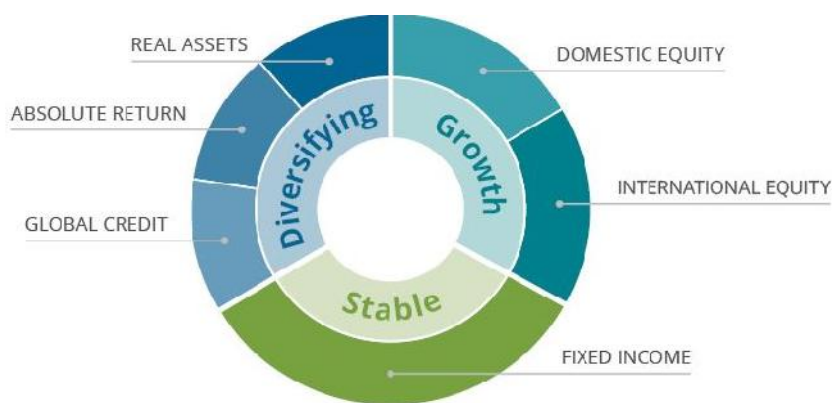 REAL ASSETS
DOMESTIC EQUITY
ABSOLUTE RETURN
Diversifying
Growth
INTERNATIONAL EQUITY
GLOBAL CREDIT
Stable
FIXED INCOME